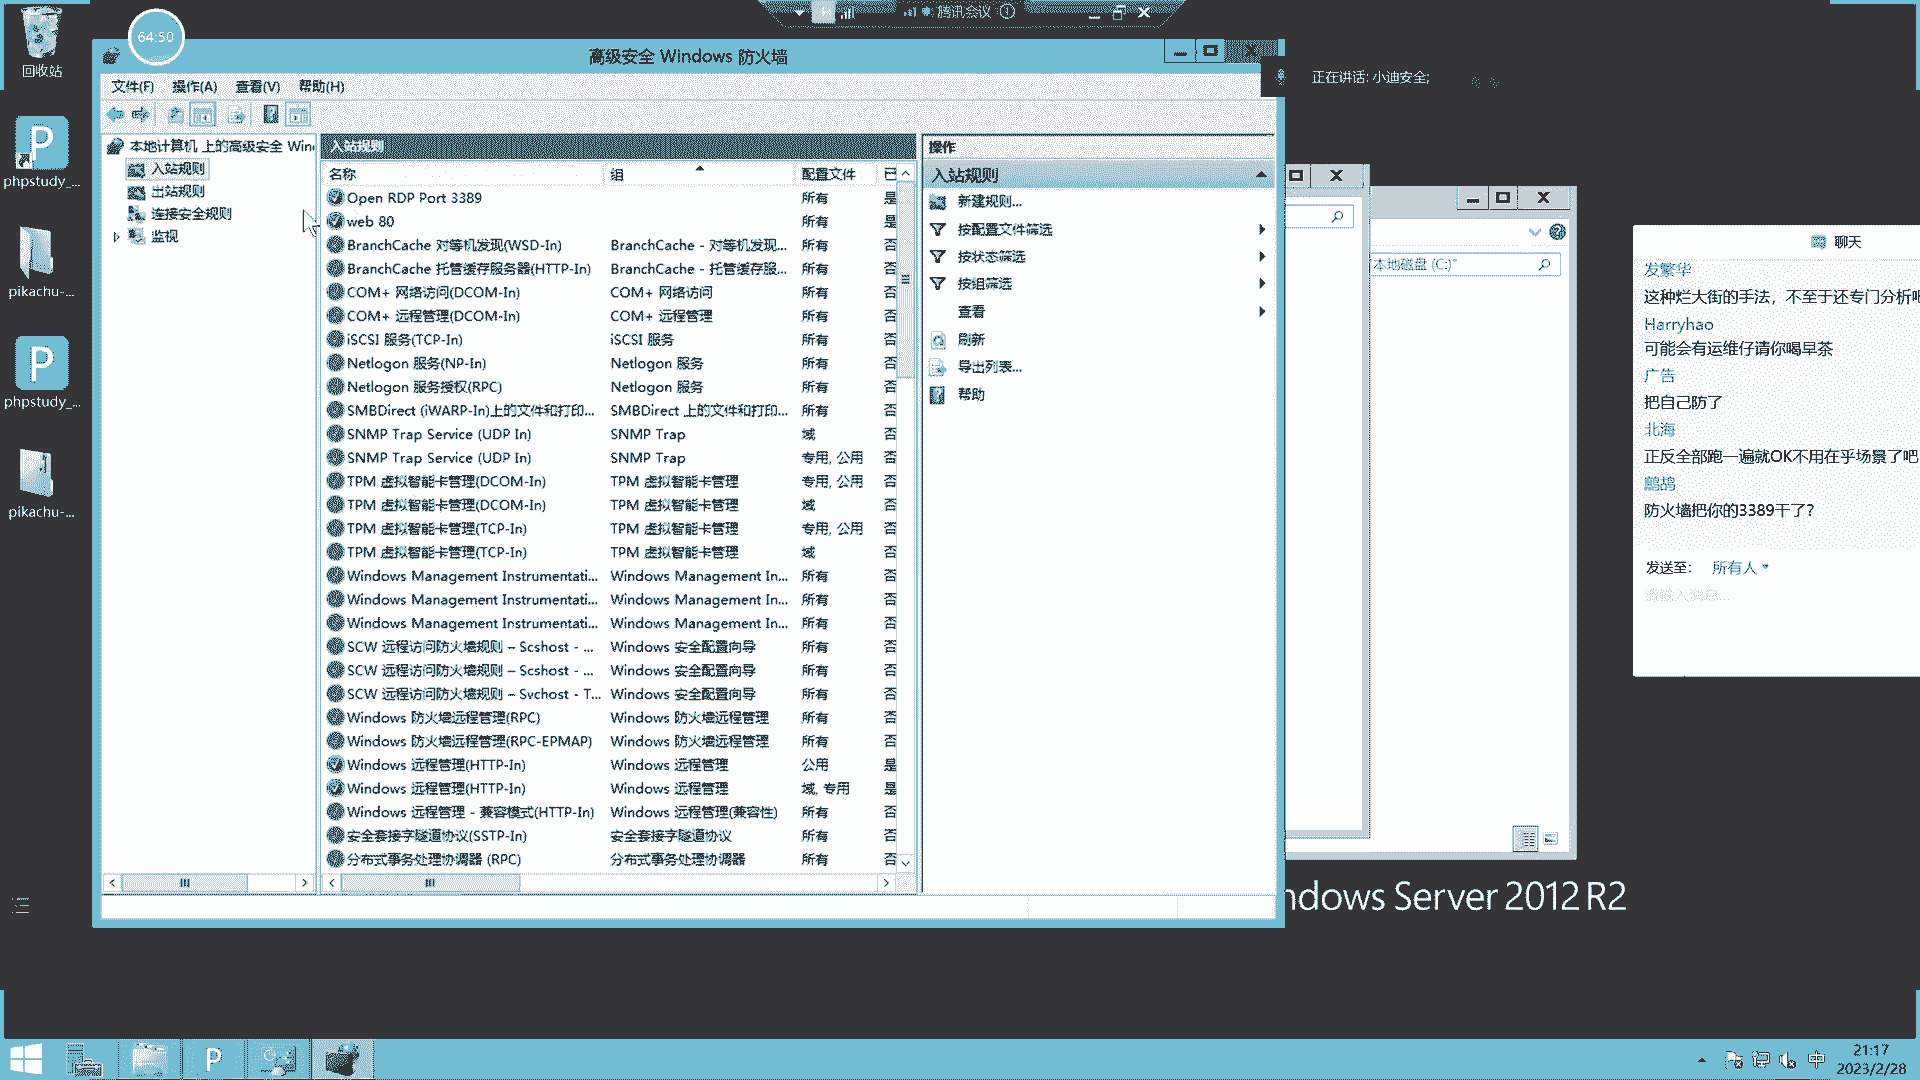 回收站
64:50
腾讯会议
高级安全 Windows 防火墙
正在讲话: 小迪安全;
文件(F) 操作(A) 查看(V) 帮助(H)
phpstudy_...
pikachu-...
phpstudy_...
pikachu-...
本地计算机 上的高级安全 Win
入站规则
出站规则
连接安全规则
监视
入站规则
名称 组 配置文件 已
Open RDP Port 3389 所有 是
web 80 所有 是
BranchCache 对等机发现(WSD-In) BranchCache - 对等机发现... 所有 否
BranchCache 托管缓存服务器(HTTP-In) BranchCache - 托管缓存服... 所有 否
COM+ 网络访问(DCOM-In) COM+ 网络访问 所有 否
COM+ 远程管理(DCOM-In) COM+ 远程管理 所有 否
iSCSI 服务(TCP-In) iSCSI 服务 所有 否
Netlogon 服务(NP-In) Netlogon 服务 所有 否
Netlogon 服务授权(RPC) Netlogon 服务 所有 否
SMBDirect (iWARP-In)上的文件和打印... SMBDirect 上的文件和打印... 所有 否
SNMP Trap Service (UDP In) SNMP Trap 域 否
SNMP Trap Service (UDP In) SNMP Trap 专用, 公用 否
TPM 虚拟智能卡管理(DCOM-In) TPM 虚拟智能卡管理 专用, 公用 否
TPM 虚拟智能卡管理(DCOM-In) TPM 虚拟智能卡管理 域 否
TPM 虚拟智能卡管理(TCP-In) TPM 虚拟智能卡管理 专用, 公用 否
TPM 虚拟智能卡管理(TCP-In) TPM 虚拟智能卡管理 域 否
Windows Management Instrumentati... Windows Management In... 所有 否
Windows Management Instrumentati... Windows Management In... 所有 否
Windows Management Instrumentati... Windows Management In... 所有 否
SCW 远程访问防火墙规则 – Scshost - ... Windows 安全配置向导 所有 否
SCW 远程访问防火墙规则 – Scshost - ... Windows 安全配置向导 所有 否
SCW 远程访问防火墙规则 – Svchost - T... Windows 安全配置向导 所有 否
Windows 防火墙远程管理(RPC) Windows 防火墙远程管理 所有 否
Windows 防火墙远程管理(RPC-EPMAP) Windows 防火墙远程管理 所有 否
Windows 远程管理(HTTP-In) Windows 远程管理 公用 是
Windows 远程管理(HTTP-In) Windows 远程管理 域, 专用 是
Windows 远程管理 - 兼容模式(HTTP-In) Windows 远程管理(兼容性) 所有 否
安全套接字隧道协议(SSTP-In) 安全套接字隧道协议 所有 否
分布式事务处理协调器 (RPC) 分布式事务处理协调器 所有 否
操作
入站规则
新建规则...
按配置文件筛选
按状态筛选
按组筛选
查看
刷新
导出列表...
帮助
本地磁盘 (C:)"
聊天
发繁华
这种烂大街的手法，不至于还专门分析吧
Harryhao
可能会有运维仔请你喝早茶
广告
把自己防了
北海
正反全部跑一遍就OK不用在乎场景了吧
鹧鸪
防火墙把你的3389干了?
发送至: 所有人
请输入消息...
ndows Server 2012 R2
P
中
21:17
2023/2/28